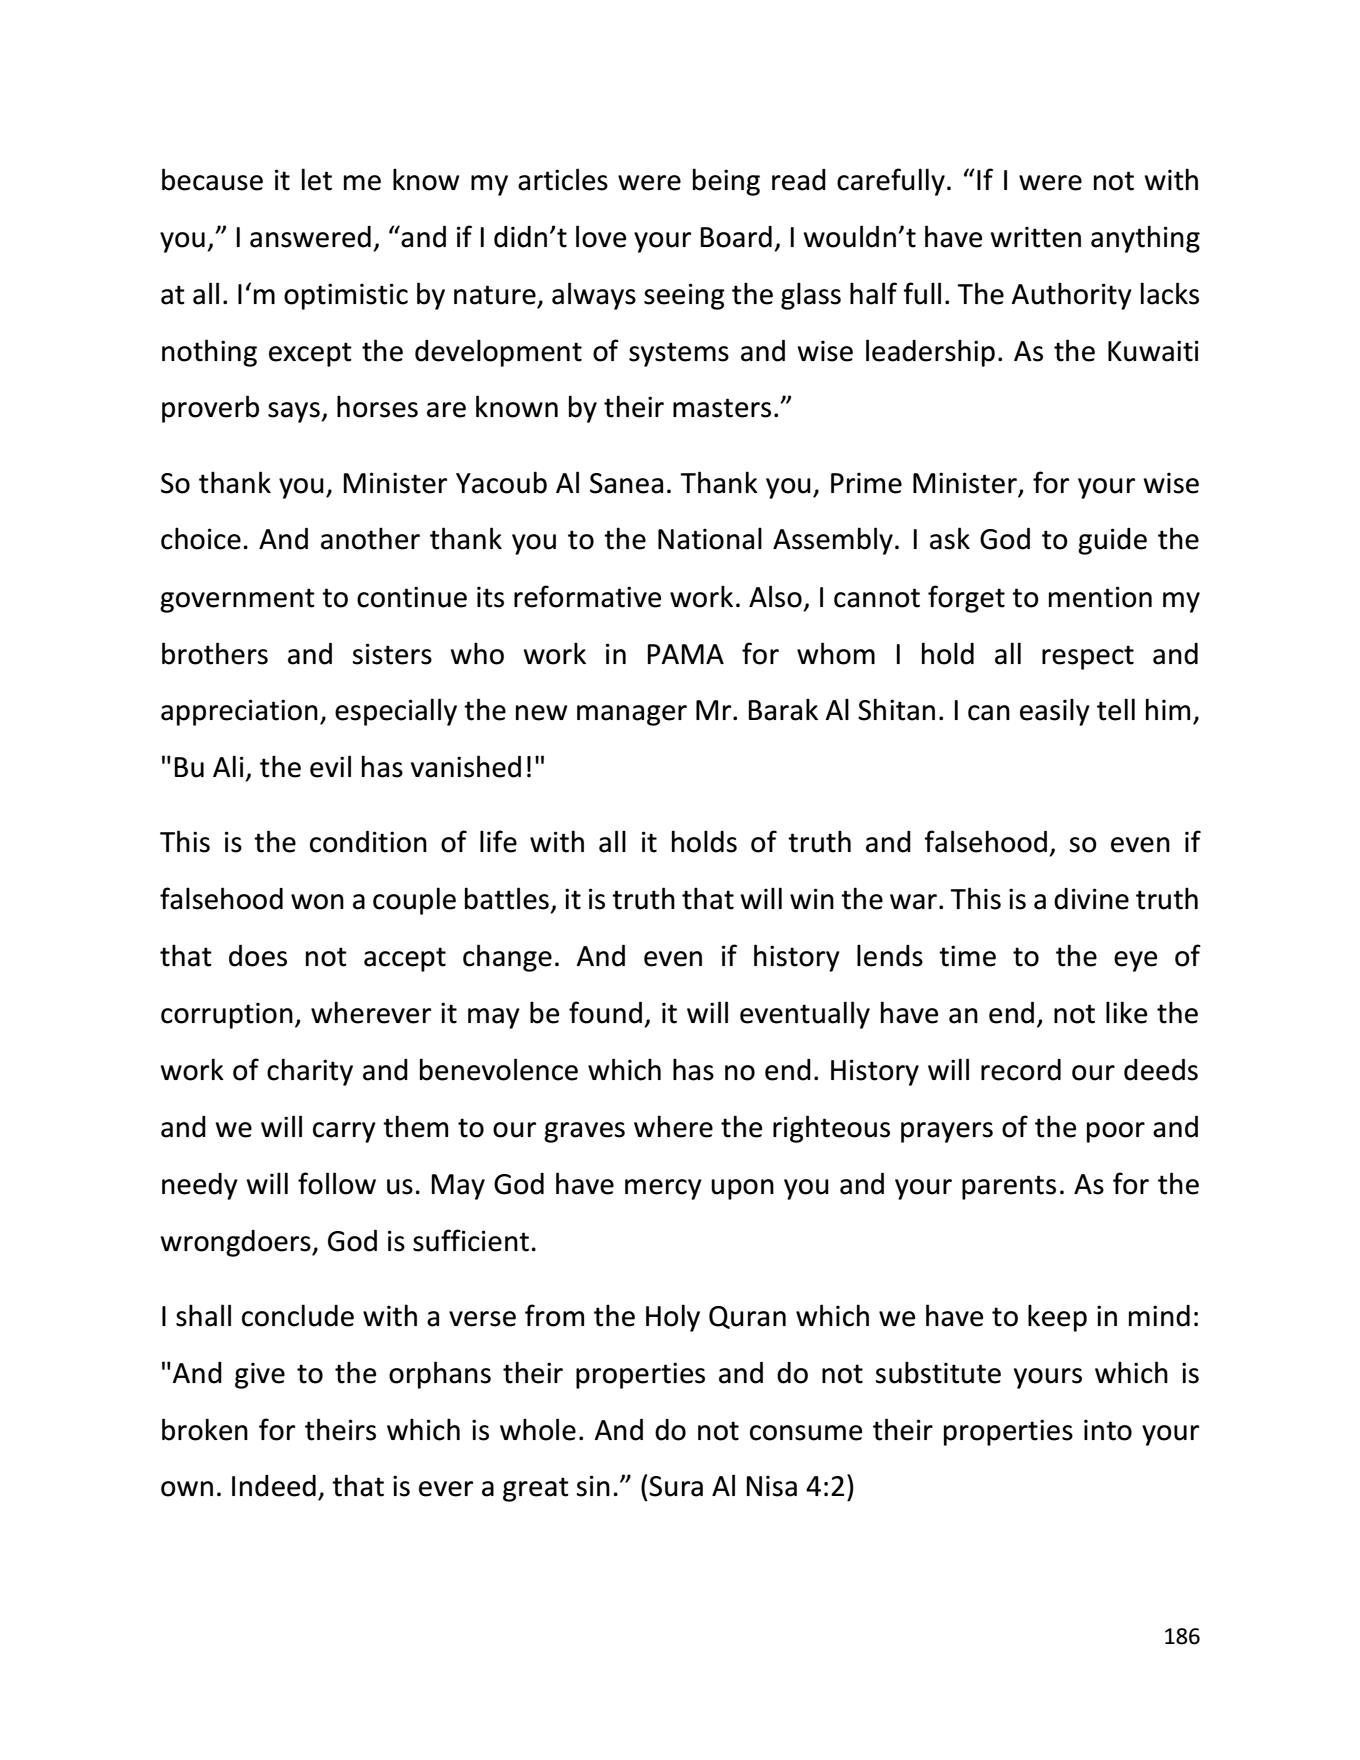 because it let me know my articles were being read carefully. “If I were not with
you,” I answered, “and if I didn’t love your Board, I wouldn’t have written anything
at all. I‘m optimistic by nature, always seeing the glass half full. The Authority lacks
nothing except the development of systems and wise leadership. As the Kuwaiti
proverb says, horses are known by their masters.”
So thank you, Minister Yacoub Al Sanea. Thank you, Prime Minister, for your wise
choice. And another thank you to the National Assembly. I ask God to guide the
government to continue its reformative work. Also, I cannot forget to mention my
brothers and sisters who work in PAMA for whom I hold all respect and
appreciation, especially the new manager Mr. Barak Al Shitan. I can easily tell him,
"Bu Ali, the evil has vanished!"
This is the condition of life with all it holds of truth and falsehood, so even if
falsehood won a couple battles, it is truth that will win the war. This is a divine truth
that does not accept change. And even if history lends time to the eye of
corruption, wherever it may be found, it will eventually have an end, not like the
work of charity and benevolence which has no end. History will record our deeds
and we will carry them to our graves where the righteous prayers of the poor and
needy will follow us. May God have mercy upon you and your parents. As for the
wrongdoers, God is sufficient.
I shall conclude with a verse from the Holy Quran which we have to keep in mind:
"And give to the orphans their properties and do not substitute yours which is
broken for theirs which is whole. And do not consume their properties into your
own. Indeed, that is ever a great sin.” (Sura Al Nisa 4:2)
186